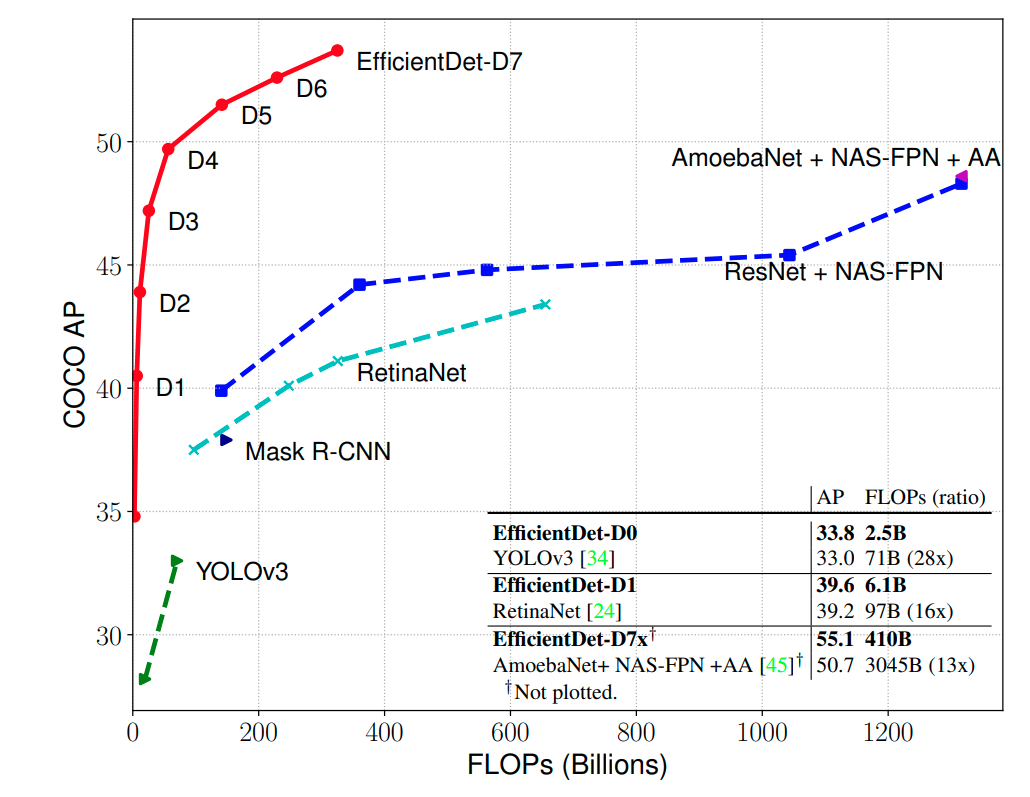 EfficientDet-D7
D6
D5
D4
D3
D2
D1
AmoebaNet + NAS-FPN + AA
ResNet + NAS-FPN
RetinaNet
Mask R-CNN
YOLOv3
COCO AP
50
45
40
35
30
AP FLOPs (ratio)
EfficientDet-D0 33.8 2.5B
YOLOv3 [34] 33.0 71B (28x)
EfficientDet-D1 39.6 6.1B
RetinaNet [24] 39.2 97B (16x)
EfficientDet-D7x† 55.1 410B
AmoebaNet+ NAS-FPN +AA [45]† 50.7 3045B (13x)
†Not plotted.
0 200 400 600 800 1000 1200
FLOPs (Billions)